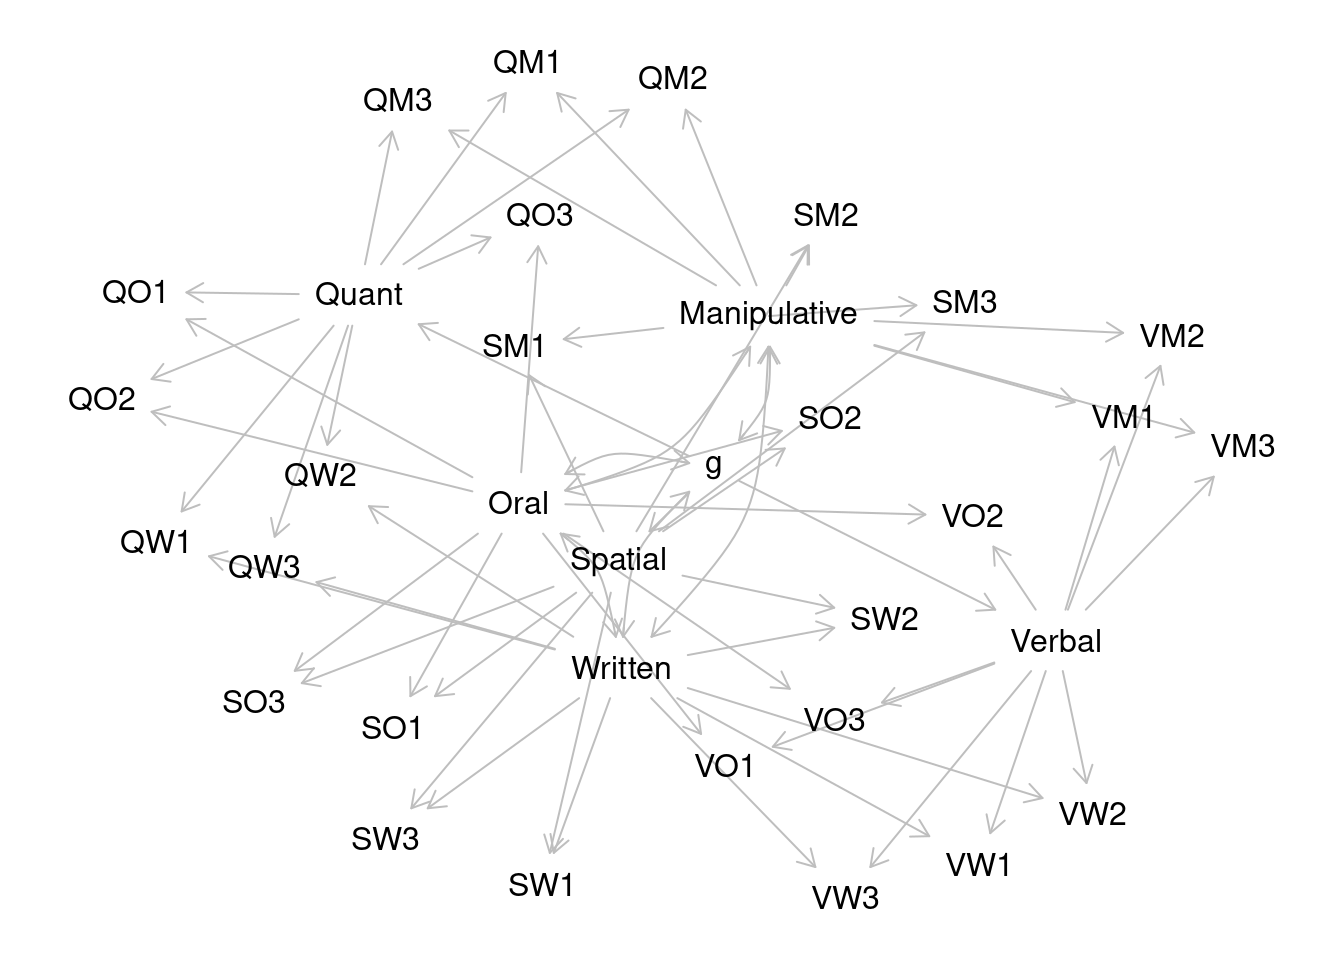 QM1
QM2
QM3
QO3
SM2
QO1
Quant
Manipulative
SM3
VM2
SM1
QO2
SO2
VM1
VM3
g
QW2
Oral
VO2
QW1
QW3
Spatial
SW2
Verbal
Written
SO3
SO1
VO3
VO1
VW2
SW3
VW1
SW1
VW3